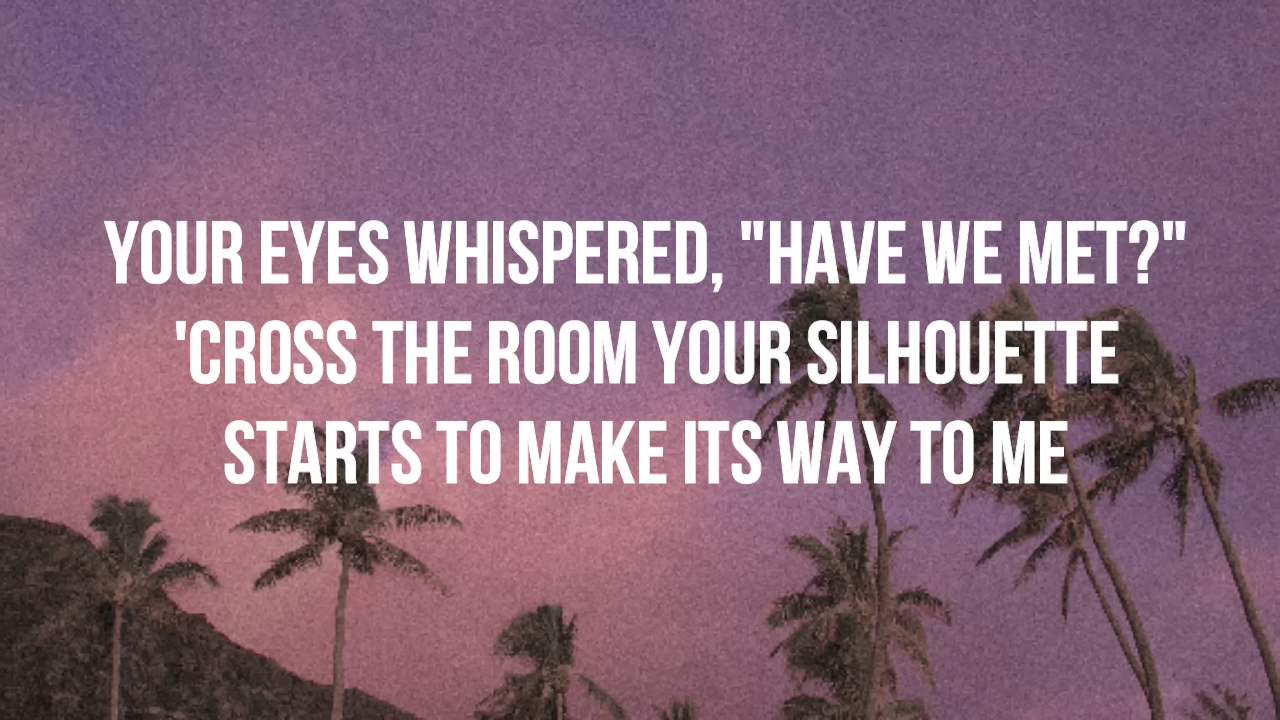 YOUR EYES WHISPERED, "HAVE WE MET?"
'CROSS THE ROOM YOUR SILHOUETTE
STARTS TO MAKE ITS WAY TO ME